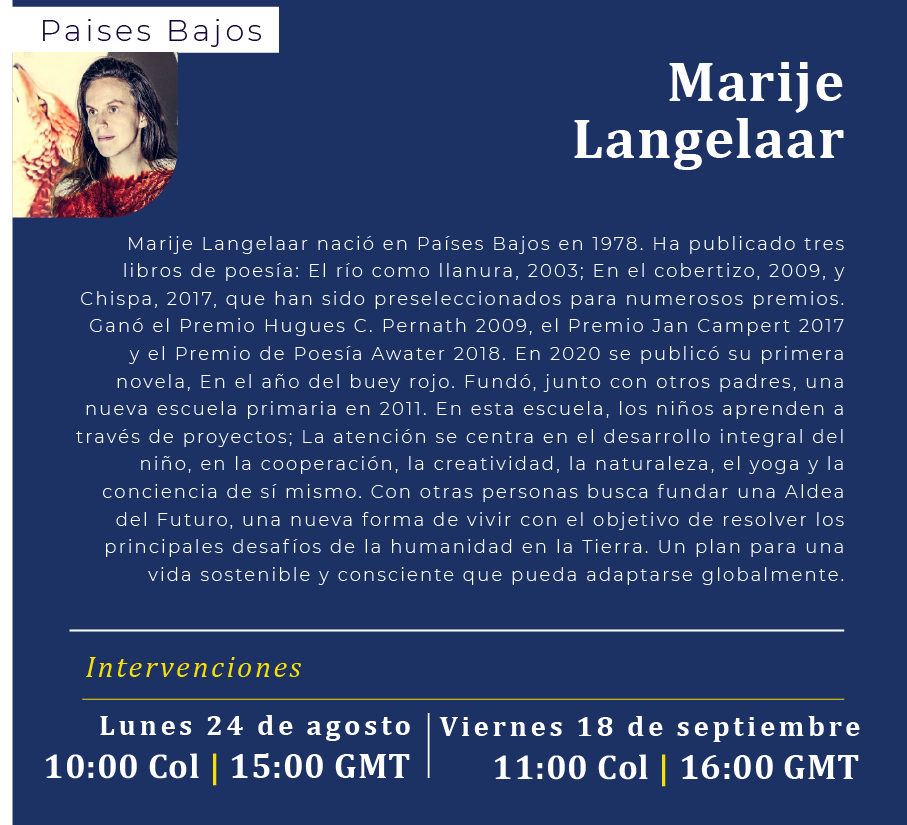 Paises Bajos
Marije
Langelaar
Marije Langelaar nació en Países Bajos en 1978. Ha publicado tres
libros de poesía: El río como llanura, 2003; En el cobertizo, 2009, y
Chispa, 2017, que han sido preseleccionados para numerosos premios.
Ganó el Premio Hugues C. Pernath 2009, el Premio Jan Campert 2017
y el Premio de Poesía Awater 2018. En 2020 se publicó su primera
novela, En el año del buey rojo. Fundó, junto con otros padres, una
nueva escuela primaria en 2011. En esta escuela, los niños aprenden a
través de proyectos; La atención se centra en el desarrollo integral del
niño, en la cooperación, la creatividad, la naturaleza, el yoga y la
conciencia de sí mismo. Con otras personas busca fundar una Aldea
del Futuro, una nueva forma de vivir con el objetivo de resolver los
principales desafíos de la humanidad en la Tierra. Un plan para una
vida sostenible y consciente que pueda adaptarse globalmente.
Intervenciones
Lunes 24 de agosto
10:00 Col | 15:00 GMT
Viernes 18 de septiembre
11:00 Col | 16:00 GMT